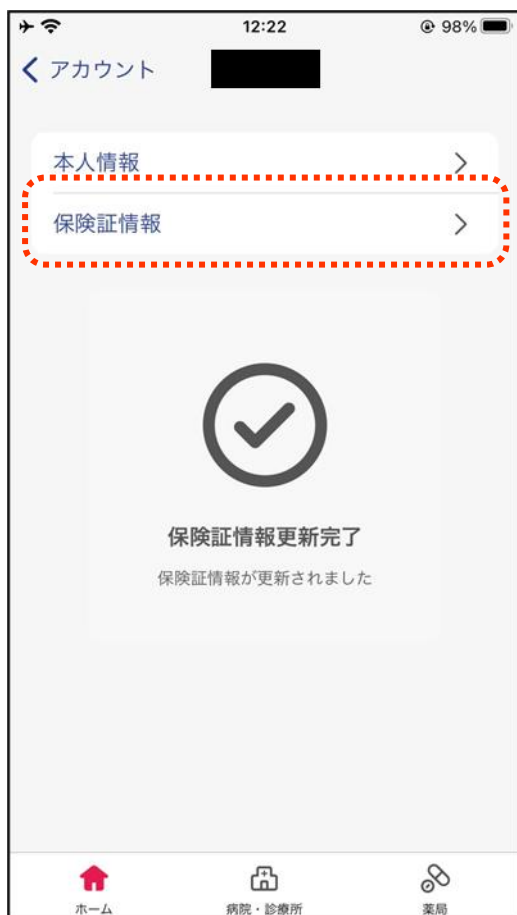 12:22
98%
アカウント
本人情報
保険証情報
保険証情報更新完了
保険証情報が更新されました
ホーム
病院・診療所
薬局